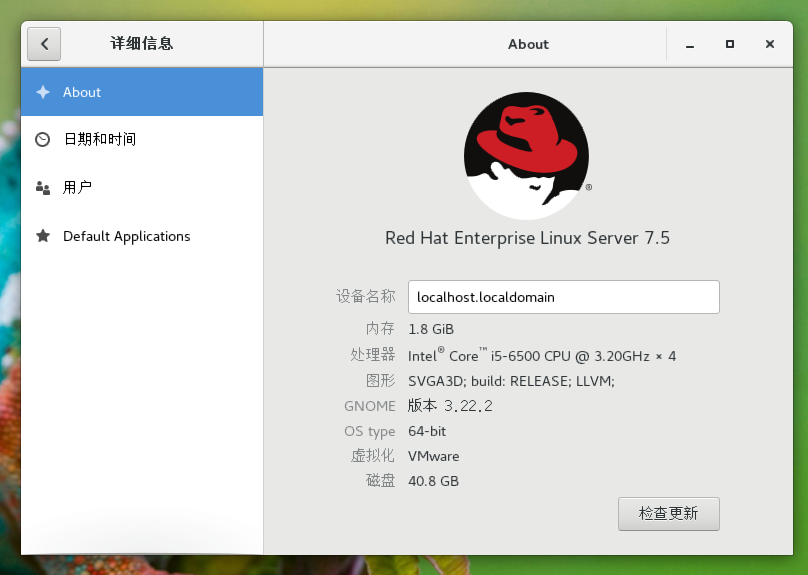 详细信息
About
About
日期和时间
用户
Default Applications
®
Red Hat Enterprise Linux Server 7.5
设备名称 localhost.localdomain
内存 1.8 GiB
处理器 Intel® Core™ i5-6500 CPU @ 3.20GHz × 4
图形 SVGA3D; build: RELEASE; LLVM;
GNOME 版本 3.22.2
OS type 64-bit
虚拟化 VMware
磁盘 40.8 GB
检查更新